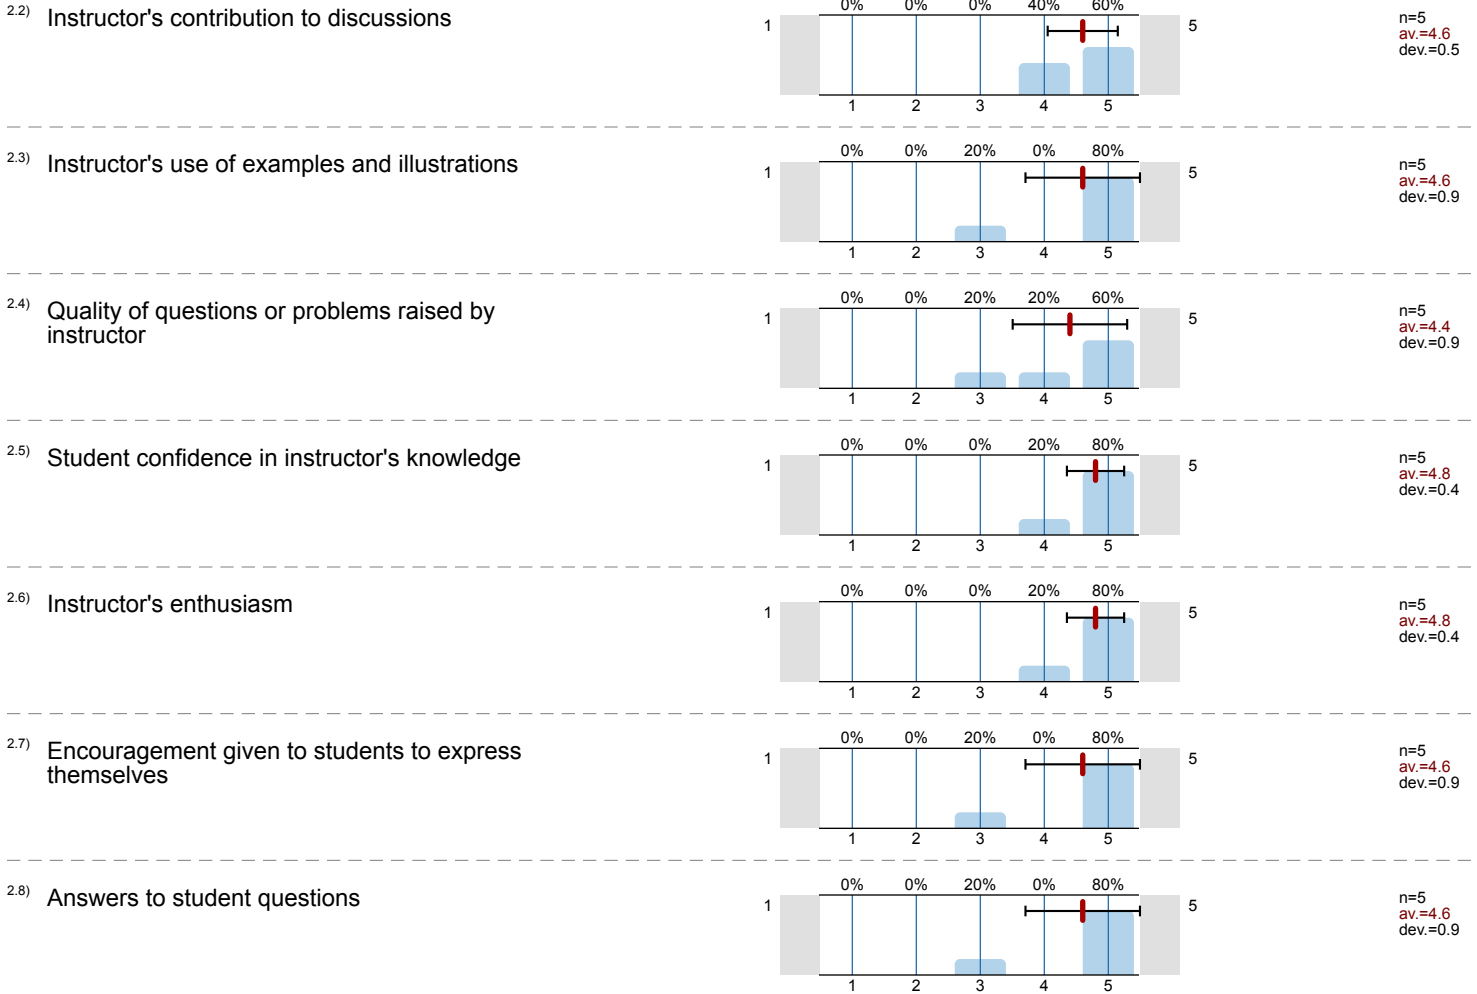 2.2) Instructor's contribution to discussions
0% 0% 0% 40% 60%
1 5
n=5
av.=4.6
dev.=0.5
1 2 3 4 5
2.3) Instructor's use of examples and illustrations
0% 0% 20% 0% 80%
1 5
n=5
av.=4.6
dev.=0.9
1 2 3 4 5
2.4) Quality of questions or problems raised by
instructor
0% 0% 20% 20% 60%
1 5
n=5
av.=4.4
dev.=0.9
1 2 3 4 5
2.5) Student confidence in instructor's knowledge
0% 0% 0% 20% 80%
1 5
n=5
av.=4.8
dev.=0.4
1 2 3 4 5
2.6) Instructor's enthusiasm
0% 0% 0% 20% 80%
1 5
n=5
av.=4.8
dev.=0.4
1 2 3 4 5
2.7) Encouragement given to students to express
themselves
0% 0% 20% 0% 80%
1 5
n=5
av.=4.6
dev.=0.9
1 2 3 4 5
2.8) Answers to student questions
0% 0% 20% 0% 80%
1 5
n=5
av.=4.6
dev.=0.9
1 2 3 4 5